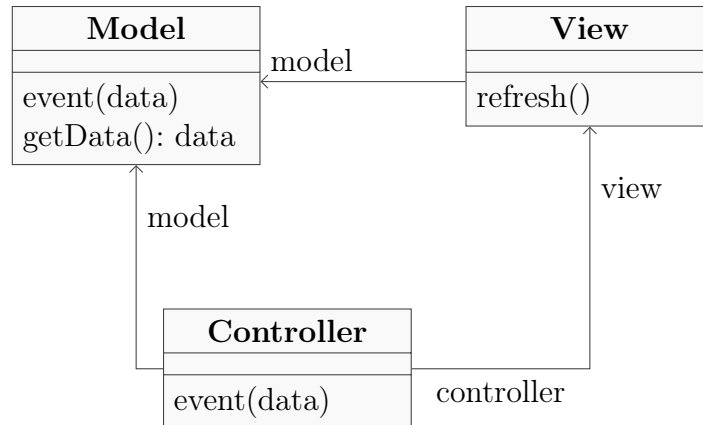 Model
event(data)
getData(): data
model
View
refresh()
view
model
Controller
event(data)
controller